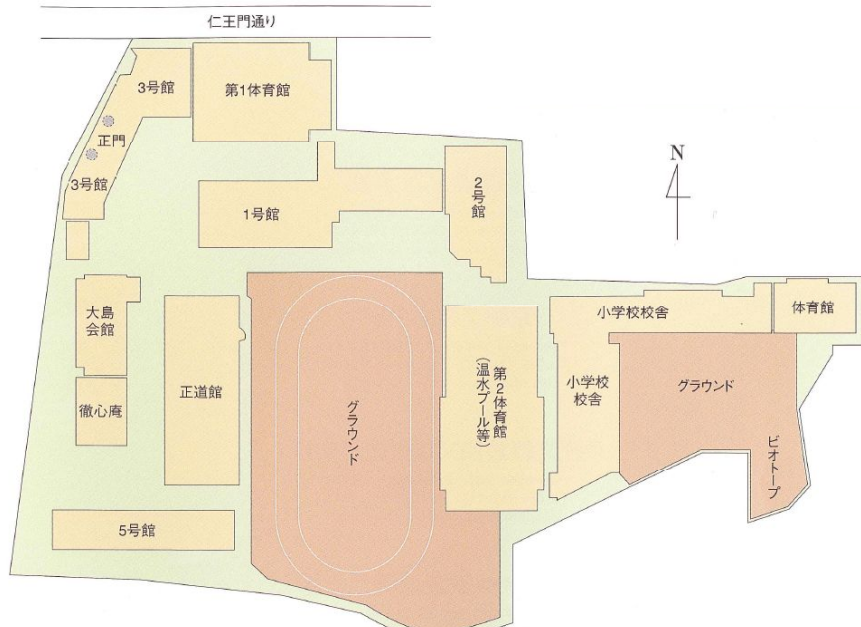 仁王門通り
3号館
第1体育館
正門
3号館
1号館
2号館
N
大島
会館
徹心庵
正道館
5号館
グラウンド
第2体育館
(温水プール等)
小学校校舎
小学校
校舎
体育館
グラウンド
ビオトープ